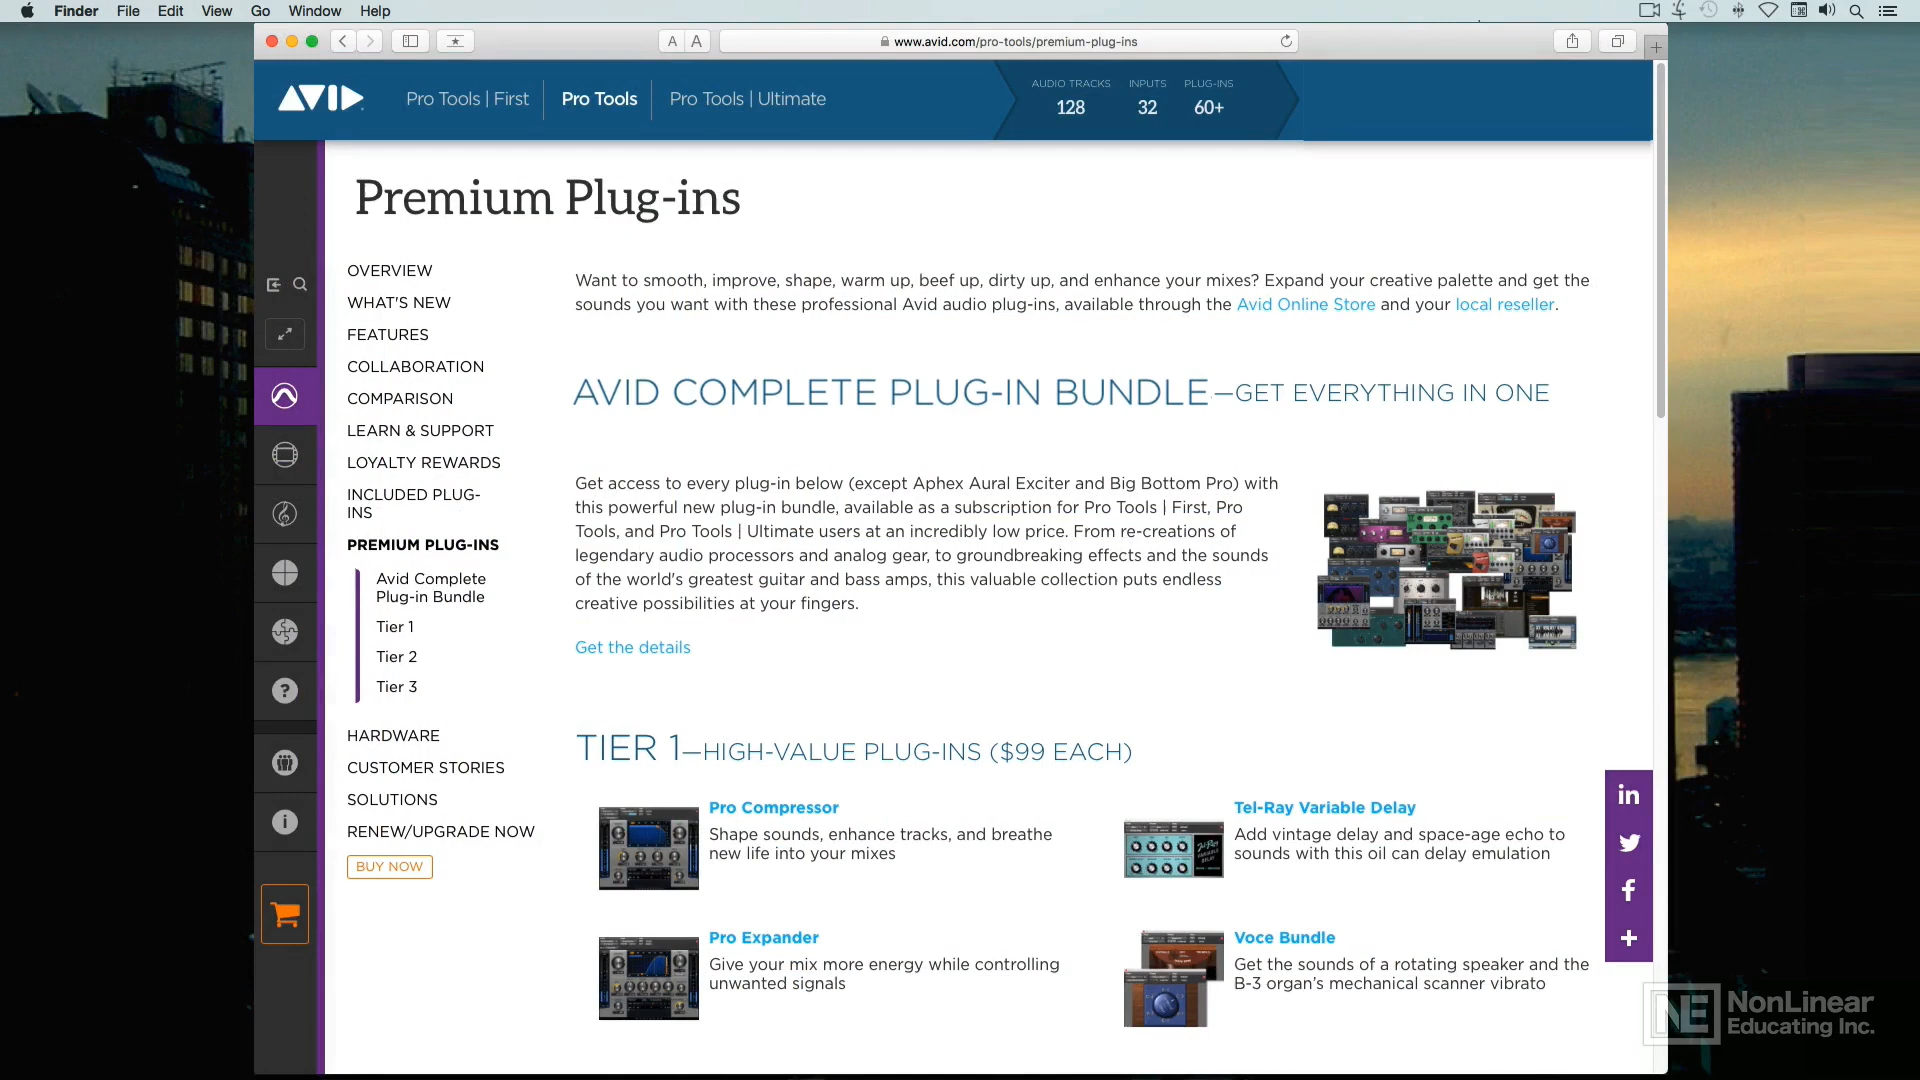 Finder File Edit View Go Window Help
www.avid.com/pro-tools/premium-plug-ins
A A
AVID Pro Tools | First Pro Tools Pro Tools | Ultimate
AUDIO TRACKS INPUTS PLUG-INS
128 32 60+
Premium Plug-ins
OVERVIEW
WHAT'S NEW
FEATURES
COLLABORATION
COMPARISON
LEARN & SUPPORT
LOYALTY REWARDS
INCLUDED PLUG-
INS
PREMIUM PLUG-INS
Avid Complete
Plug-in Bundle
Tier 1
Tier 2
Tier 3
HARDWARE
CUSTOMER STORIES
SOLUTIONS
RENEW/UPGRADE NOW
BUY NOW
Want to smooth, improve, shape, warm up, beef up, dirty up, and enhance your mixes? Expand your creative palette and get the
sounds you want with these professional Avid audio plug-ins, available through the Avid Online Store and your local reseller.
AVID COMPLETE PLUG-IN BUNDLE—GET EVERYTHING IN ONE
Get access to every plug-in below (except Aphex Aural Exciter and Big Bottom Pro) with
this powerful new plug-in bundle, available as a subscription for Pro Tools | First, Pro
Tools, and Pro Tools | Ultimate users at an incredibly low price. From re-creations of
legendary audio processors and analog gear, to groundbreaking effects and the sounds
of the world's greatest guitar and bass amps, this valuable collection puts endless
creative possibilities at your fingers.
Get the details
TIER 1—HIGH-VALUE PLUG-INS ($99 EACH)
Pro Compressor
Shape sounds, enhance tracks, and breathe
new life into your mixes
Tel-Ray Variable Delay
Add vintage delay and space-age echo to
sounds with this oil can delay emulation
Pro Expander
Give your mix more energy while controlling
unwanted signals
Voce Bundle
Get the sounds of a rotating speaker and the
B-3 organ's mechanical scanner vibrato
in
NE NonLinear
Educating Inc.